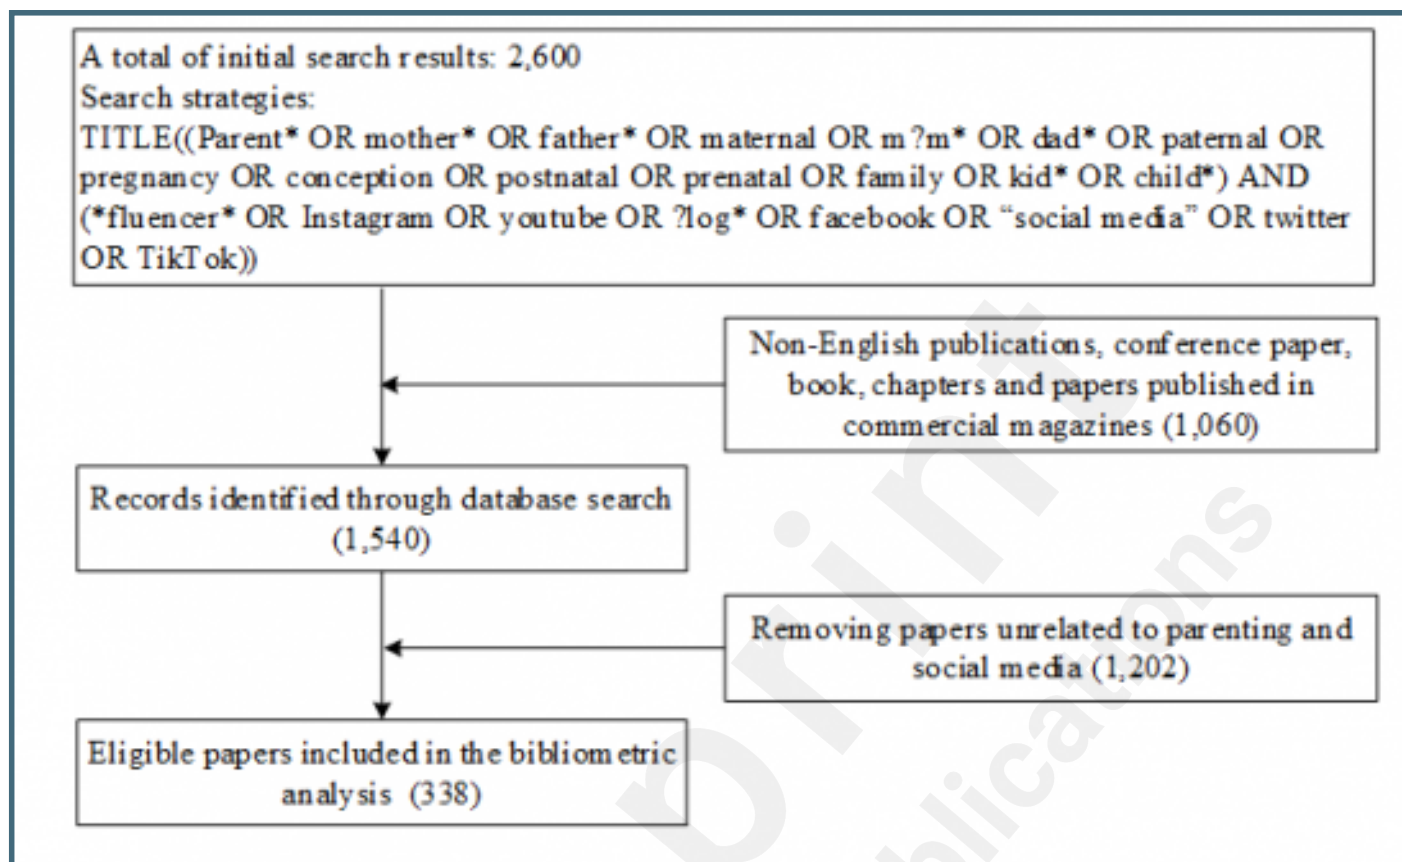 A total of initial search results: 2,600
Search strategies:
TITLE((Parent* OR mother* OR father* OR maternal OR m ?m* OR dad* OR paternal OR
pregnancy OR conception OR postnatal OR prenatal OR family OR kid* OR child*) AND
(*fluencer* OR Instagram OR youtube OR ?log* OR facebook OR “social media” OR twitter
OR TikTok))
Non-English publications, conference paper,
book, chapters and papers published in
commercial magazines (1,060)
Records identified through database search
(1,540)
Removing papers unrelated to parenting and
social media (1,202)
Eligible papers included in the bibliometric
analysis (338)
print
blications